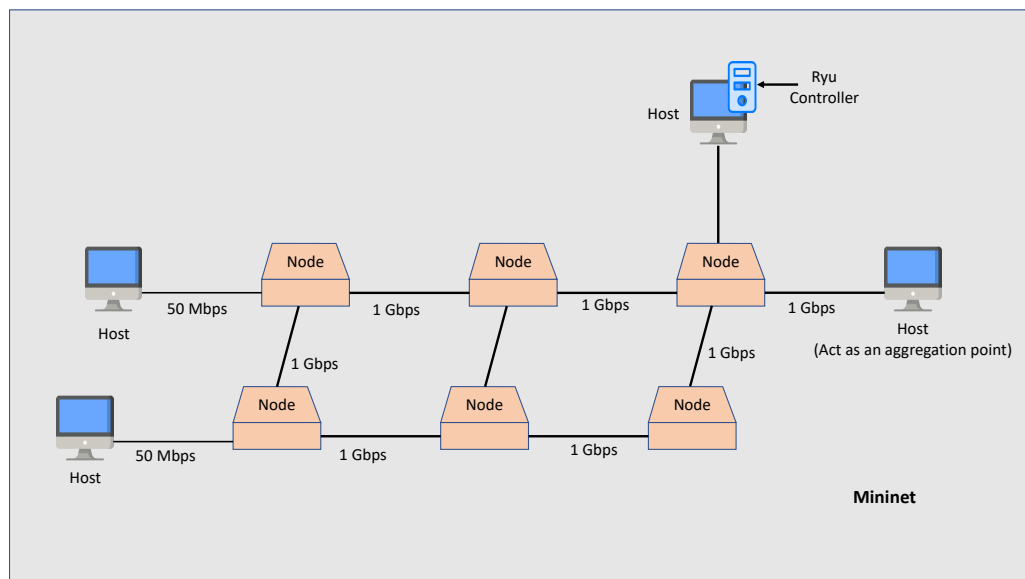 Ryu
Controller
Host
Node
Node
Node
50 Mbps
1 Gbps
1 Gbps
1 Gbps
Host
Host
(Act as an aggregation point)
1 Gbps
1 Gbps
Node
Node
Node
50 Mbps
1 Gbps
1 Gbps
Host
Mininet